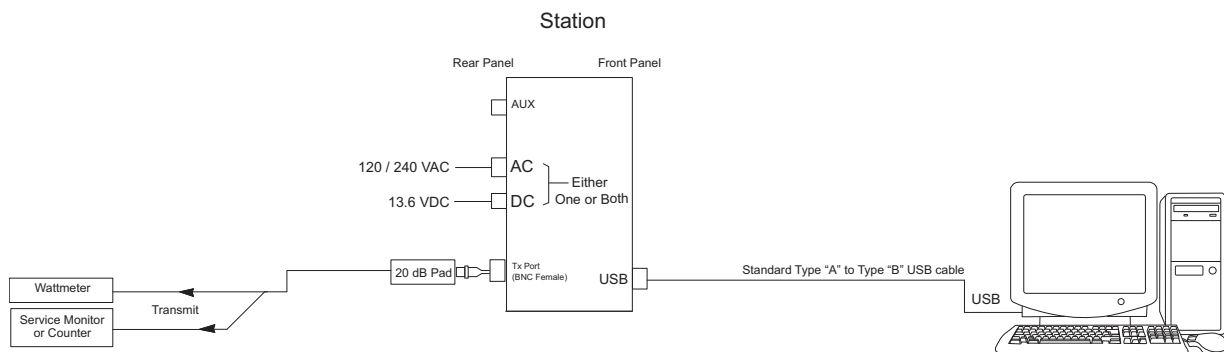 Station
Rear Panel
Front Panel
AUX
120 / 240 VAC
AC
Either
One or Both
13.6 VDC
DC
20 dB Pad
Tx Port
(BNC Female)
USB
Standard Type “A” to Type “B” USB cable
USB
Wattmeter
Transmit
Service Monitor
or Counter